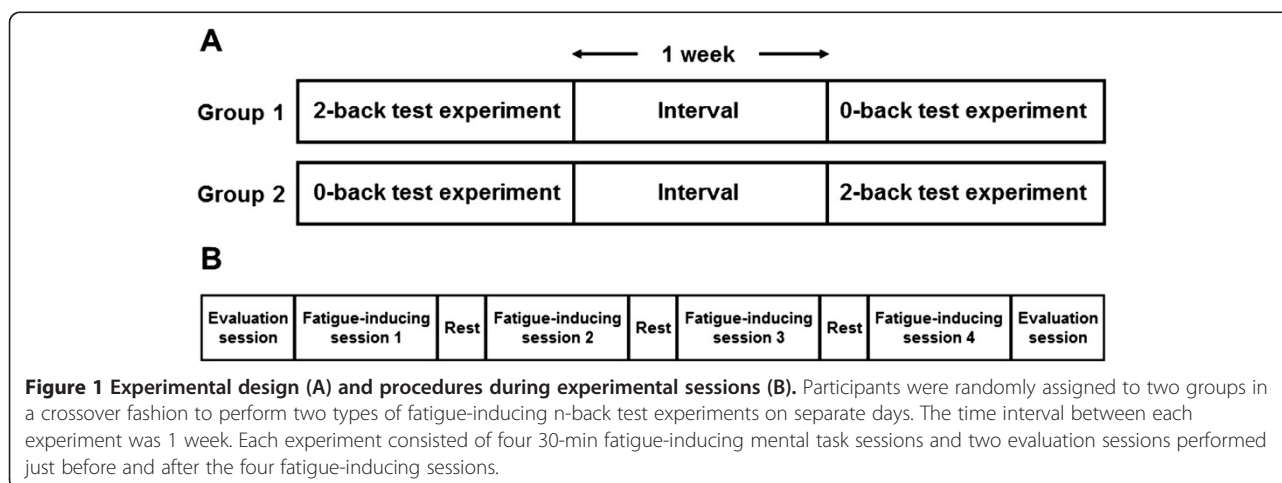 A
1 week
Group 1
2-back test experiment
Interval
0-back test experiment
Group 2
0-back test experiment
Interval
2-back test experiment
B
Evaluation
session
Fatigue-inducing
session 1
Rest
Fatigue-inducing
session 2
Rest
Fatigue-inducing
session 3
Rest
Fatigue-inducing
session 4
Evaluation
session
Figure 1 Experimental design (A) and procedures during experimental sessions (B). Participants were randomly assigned to two groups in
a crossover fashion to perform two types of fatigue-inducing n-back test experiments on separate days. The time interval between each
experiment was 1 week. Each experiment consisted of four 30-min fatigue-inducing mental task sessions and two evaluation sessions performed
just before and after the four fatigue-inducing sessions.